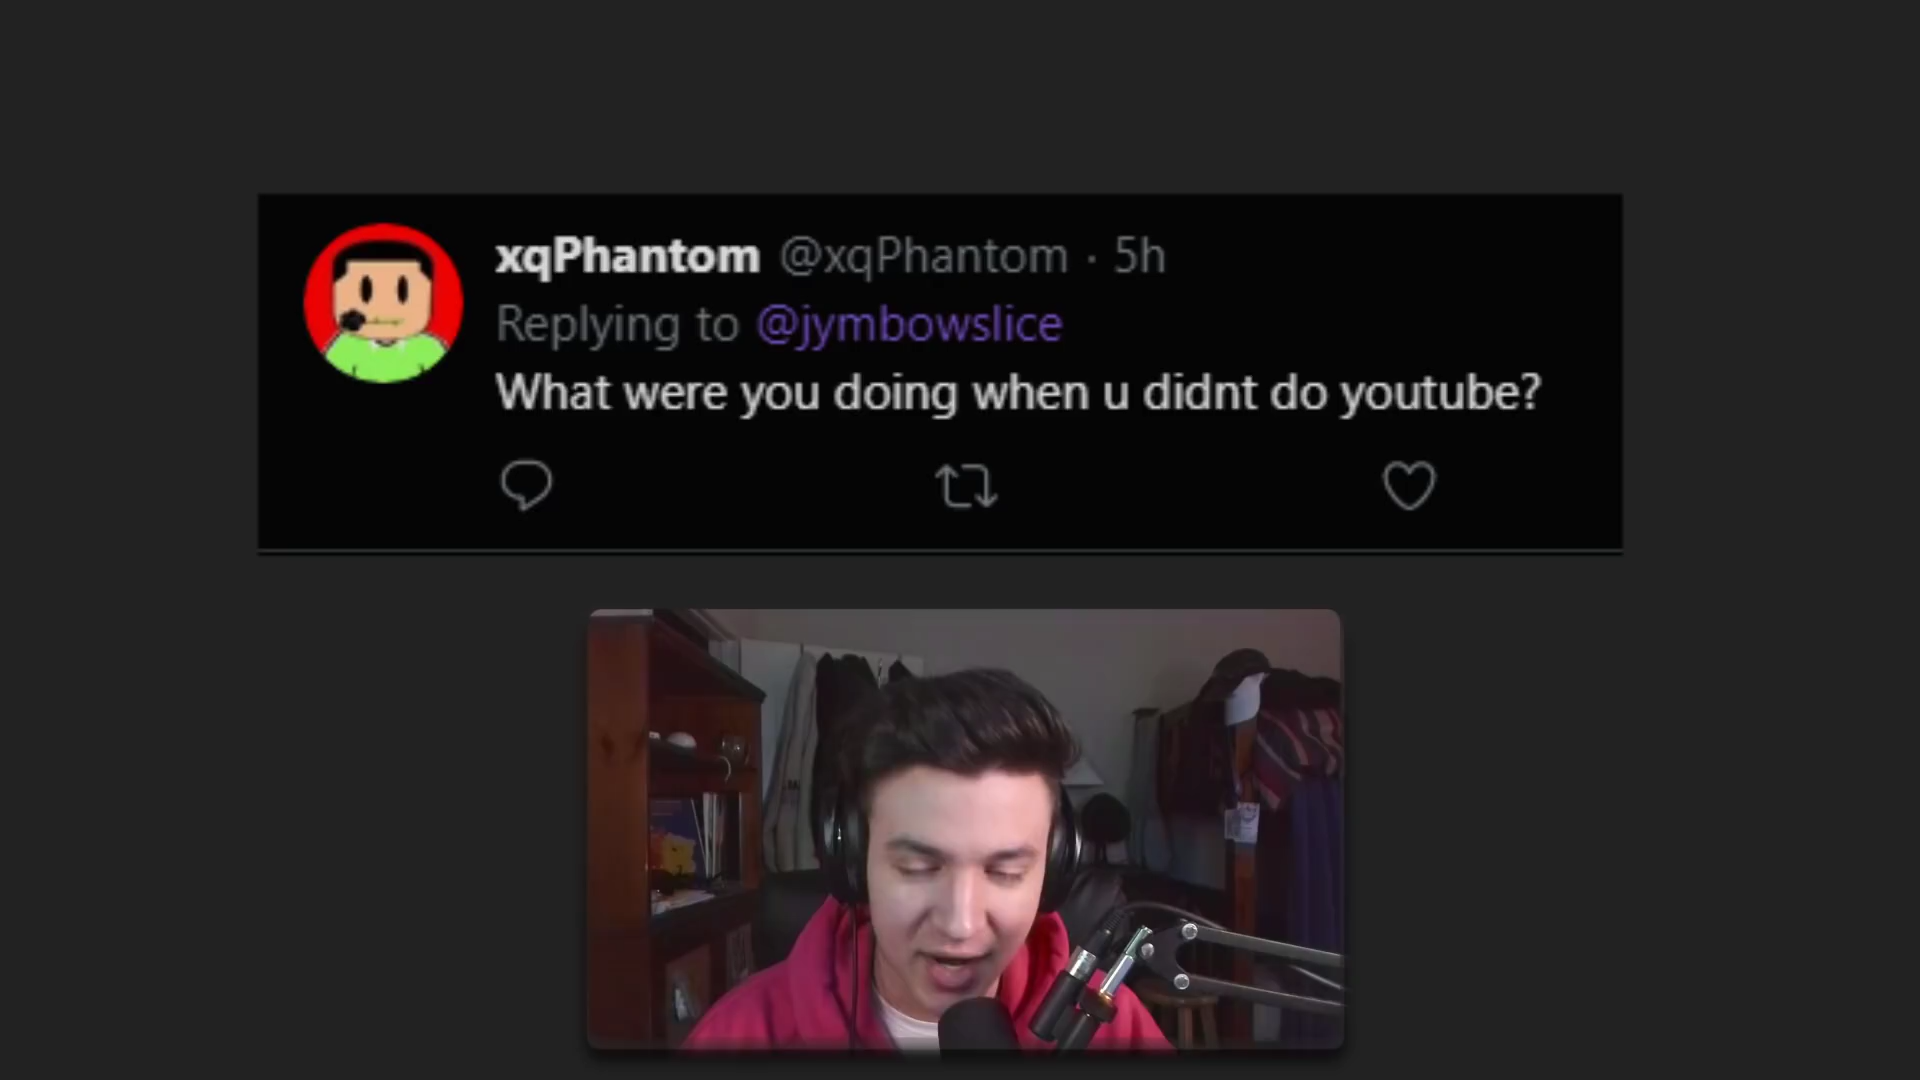 xqPhantom @xqPhantom · 5h
Replying to @jymbowslice
What were you doing when u didnt do youtube?